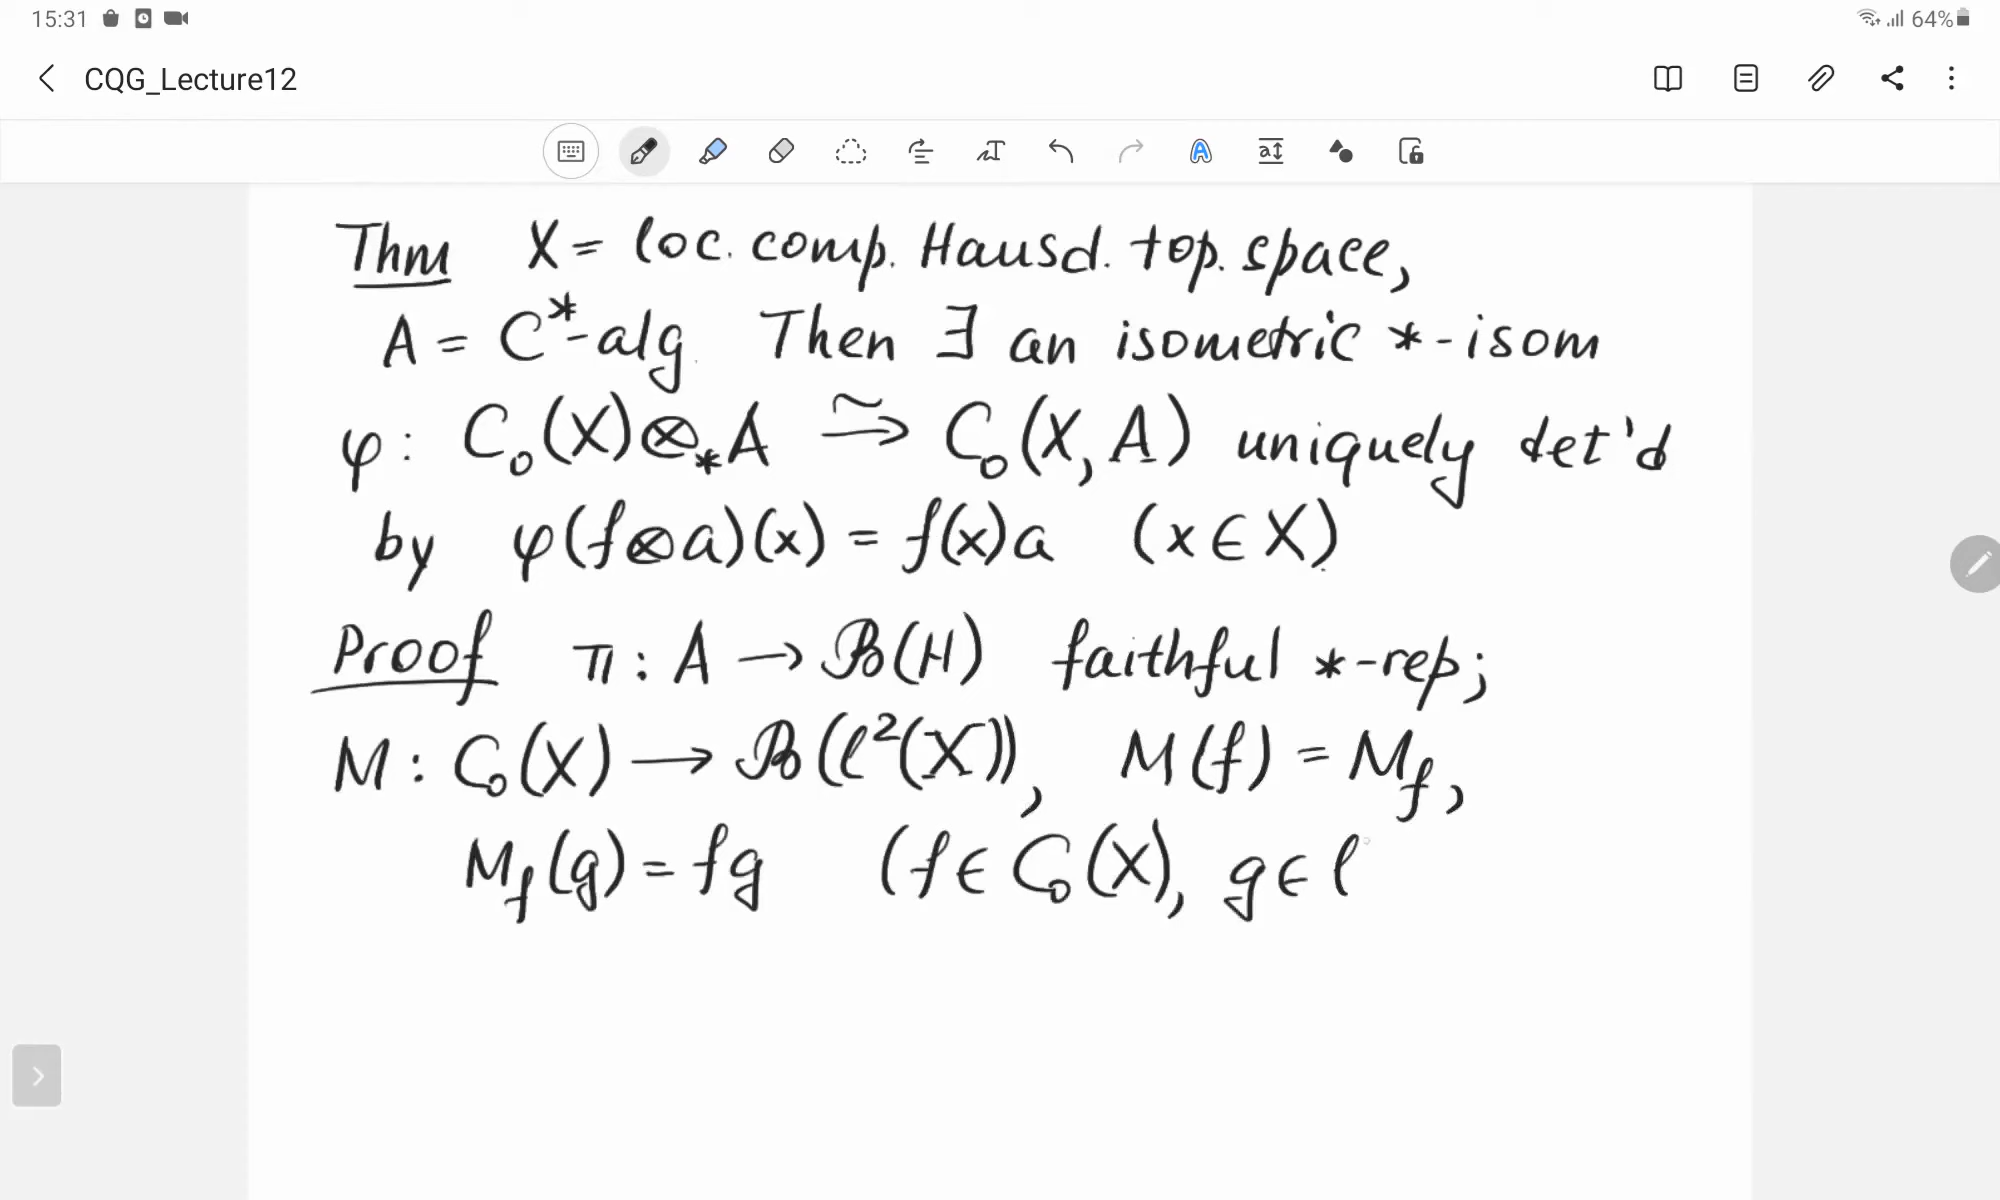 15:31 64%
CQG_Lecture12
Thm X = loc. comp. Hausd. top. space,
A = C*-alg. Then ∃ an isometric *-isom
φ: C₀(X)⊗⁎A ⥲ C₀(X, A) uniquely det'd
by φ(f⊗a)(x) = f(x)a (x ∈ X)
Proof π : A → ℬ(H) faithful *-rep;
M : C₀(X) → ℬ(ℓ²(X)), M(f) = M_f,
M_f(g) = fg (f ∈ C₀(X), g ∈ ℓ